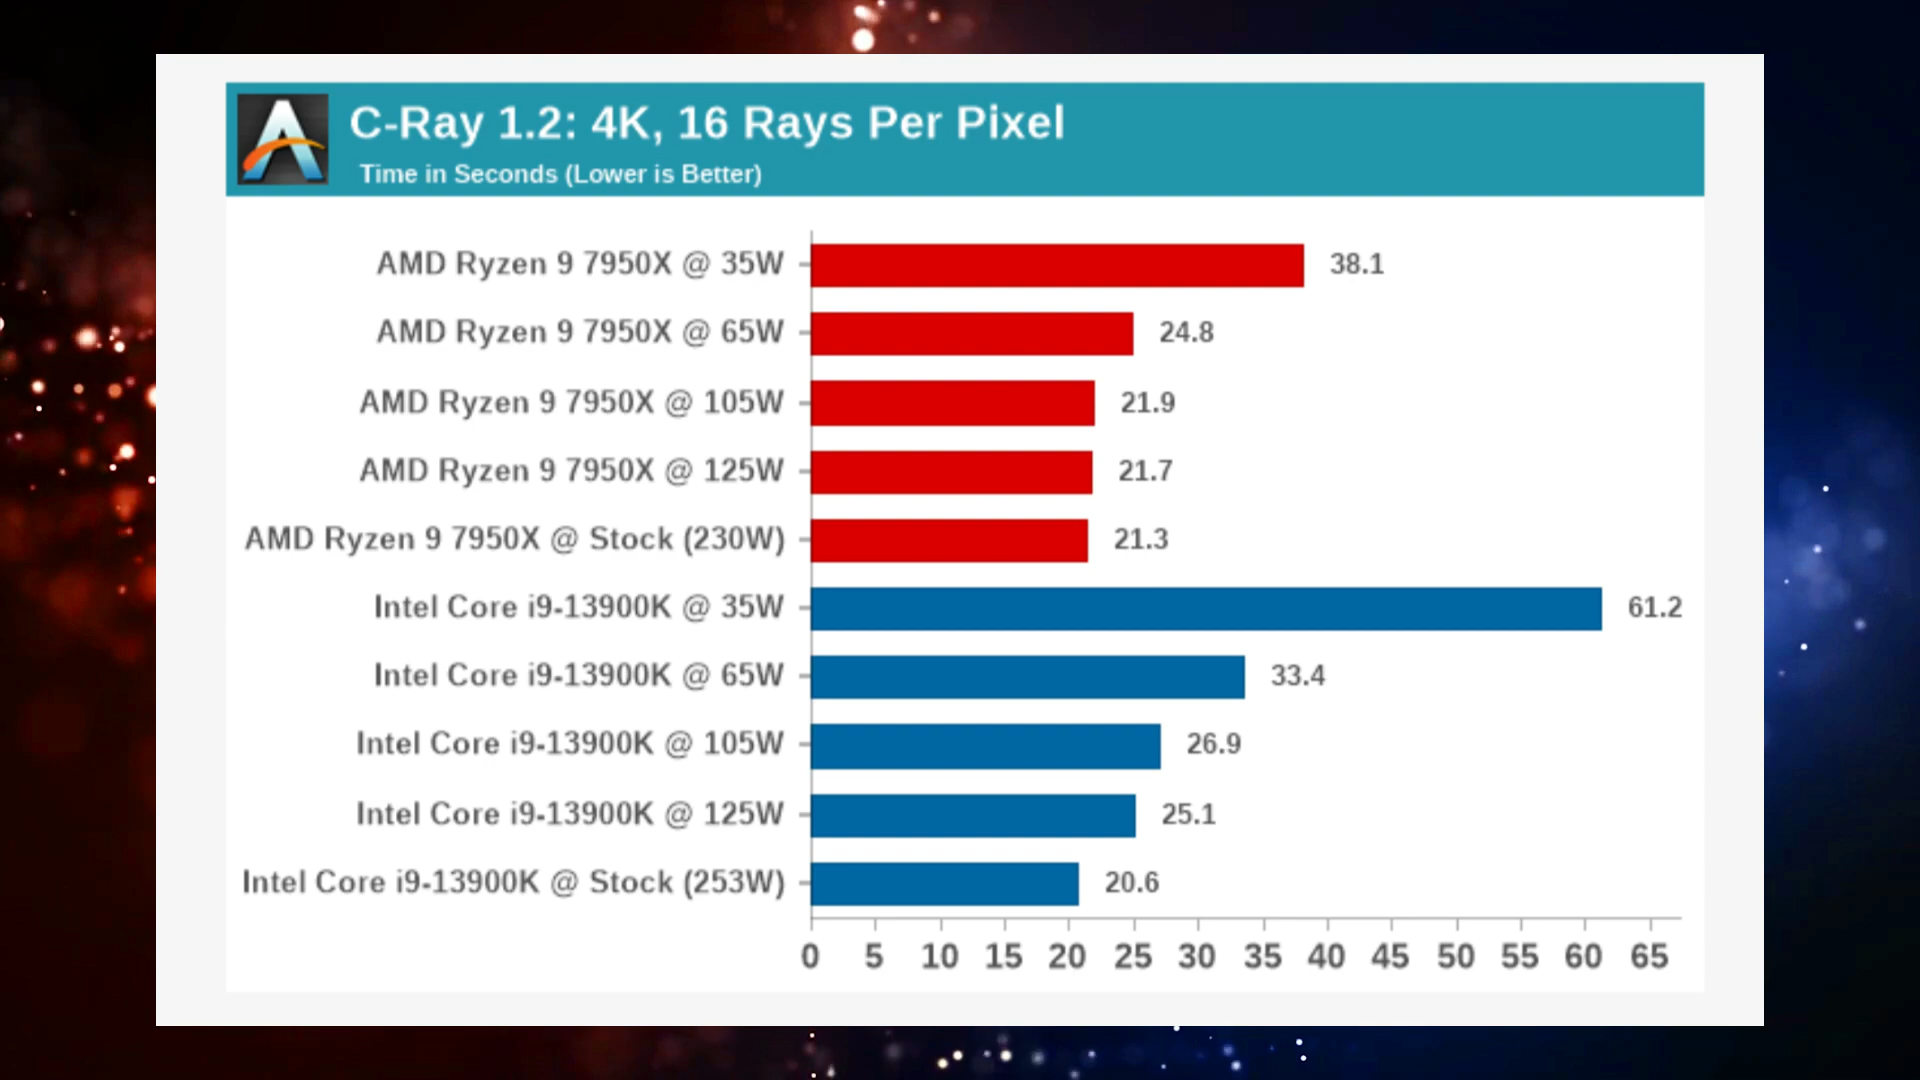 C-Ray 1.2: 4K, 16 Rays Per Pixel
Time in Seconds (Lower is Better)
AMD Ryzen 9 7950X @ 35W 38.1
AMD Ryzen 9 7950X @ 65W 24.8
AMD Ryzen 9 7950X @ 105W 21.9
AMD Ryzen 9 7950X @ 125W 21.7
AMD Ryzen 9 7950X @ Stock (230W) 21.3
Intel Core i9-13900K @ 35W 61.2
Intel Core i9-13900K @ 65W 33.4
Intel Core i9-13900K @ 105W 26.9
Intel Core i9-13900K @ 125W 25.1
Intel Core i9-13900K @ Stock (253W) 20.6
0 5 10 15 20 25 30 35 40 45 50 55 60 65